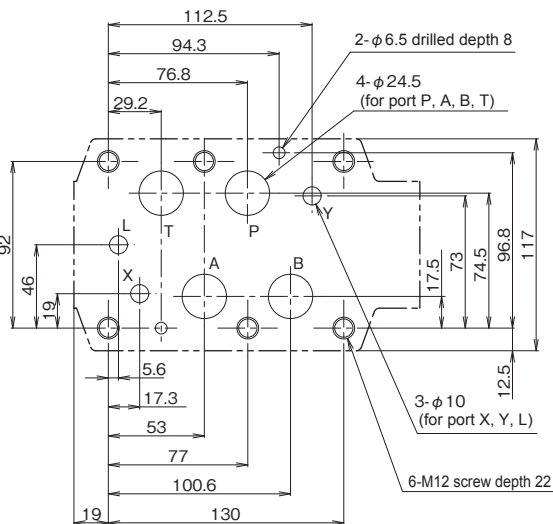 112.5
94.3
2-φ6.5 drilled depth 8
76.8
4-φ24.5
(for port P, A, B, T)
29.2
T
P
Y
L
A
B
X
92
46
19
17.5
73
74.5
96.8
117
12.5
5.6
17.3
3-φ10
(for port X, Y, L)
53
77
100.6
6-M12 screw depth 22
19
130